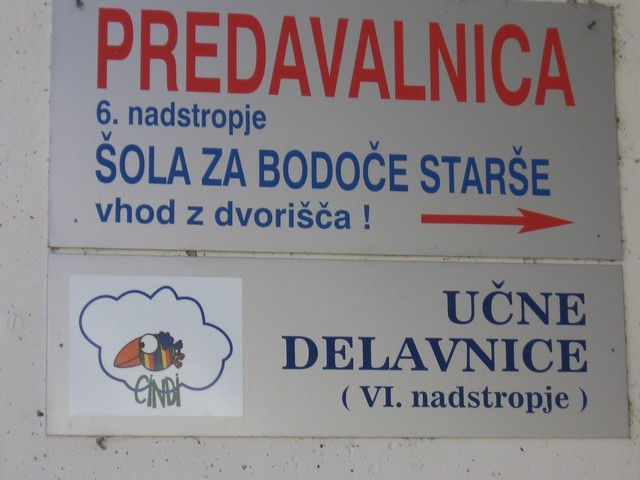 PREDAVALNICA
6. nadstropje
ŠOLA ZA BODOČE STARŠE
vhod z dvorišča !
CINDI
UČNE
DELAVNICE
( VI. nadstropje )